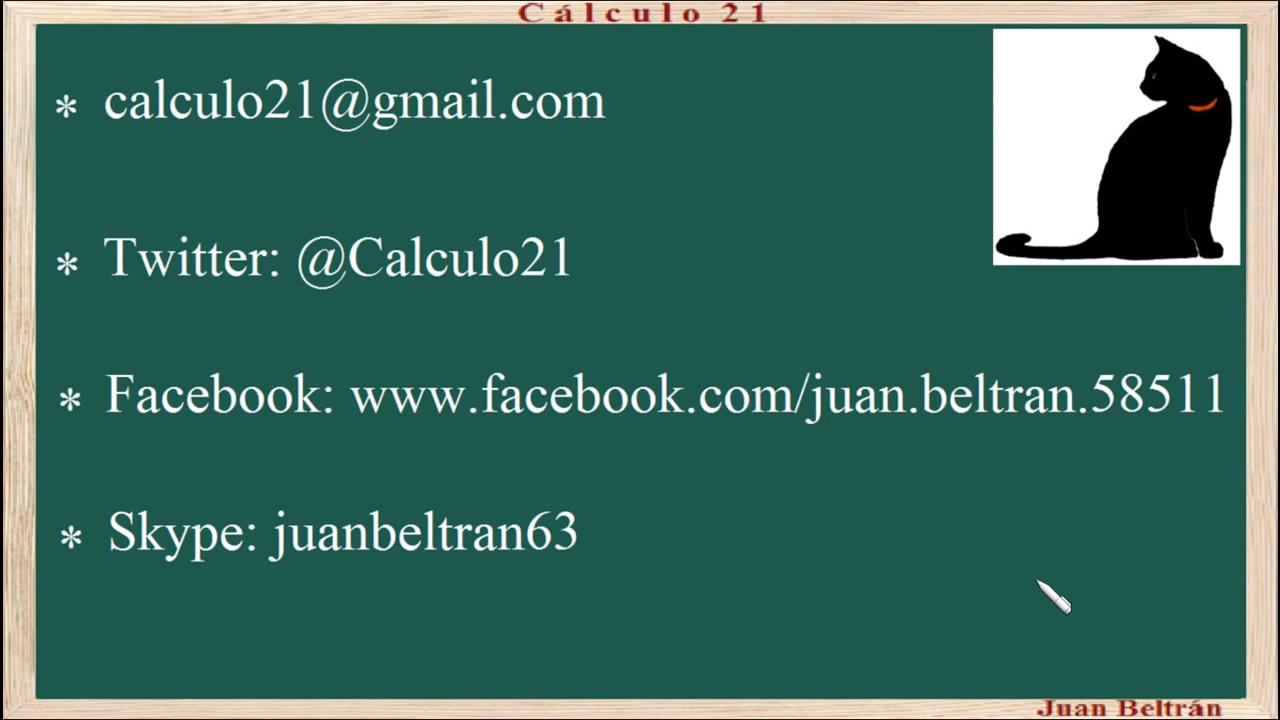 Cálculo 21
* calculo21@gmail.com
* Twitter: @Calculo21
* Facebook: www.facebook.com/juan.beltran.58511
* Skype: juanbeltran63
Juan Beltrán